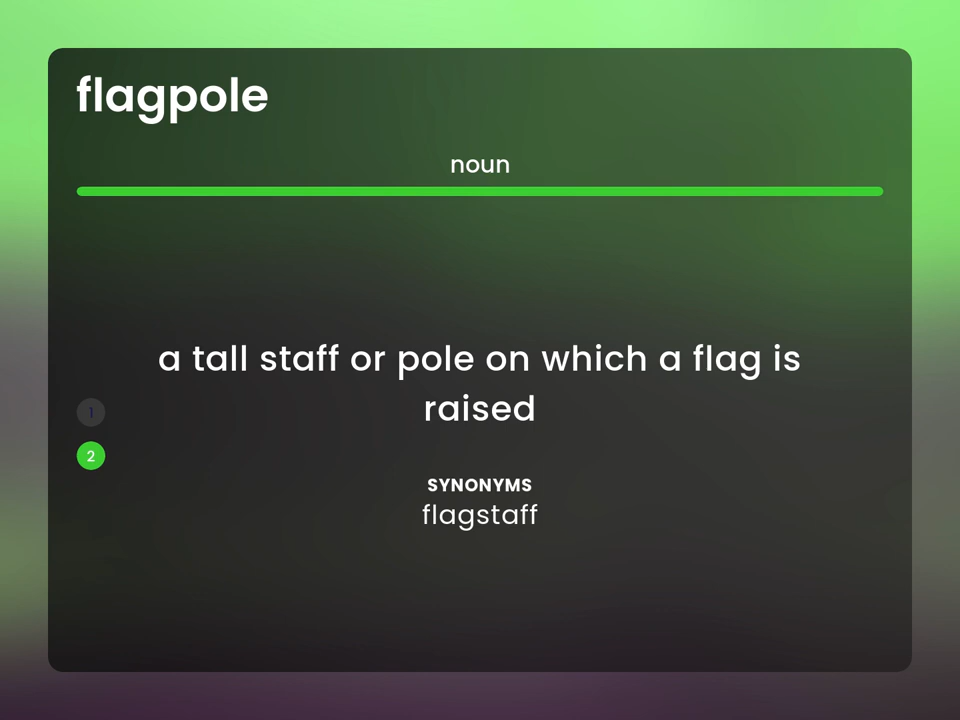 flagpole
noun
a tall staff or pole on which a flag is
raised
1
2
SYNONYMS
flagstaff